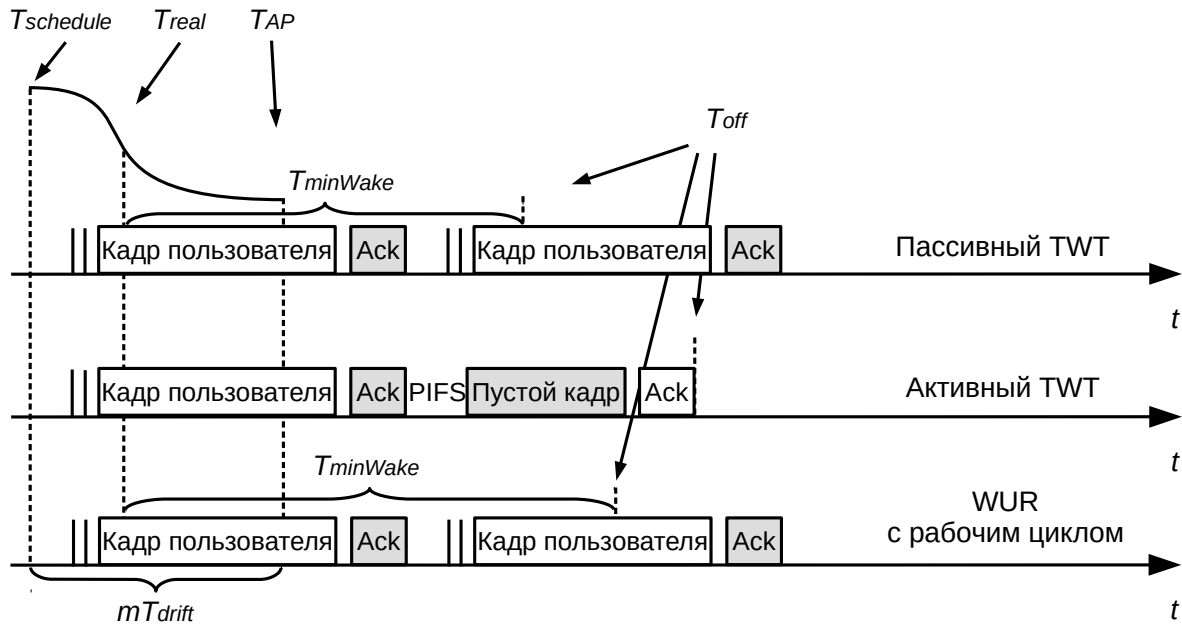 Tschedule Treal TAP
Toff
TminWake
Кадр пользователя Ack Кадр пользователя Ack Пассивный TWT
t
Кадр пользователя Ack PIFS Пустой кадр Ack Активный TWT
t
TminWake
WUR
с рабочим циклом
Кадр пользователя Ack Кадр пользователя Ack
t
mTdrift